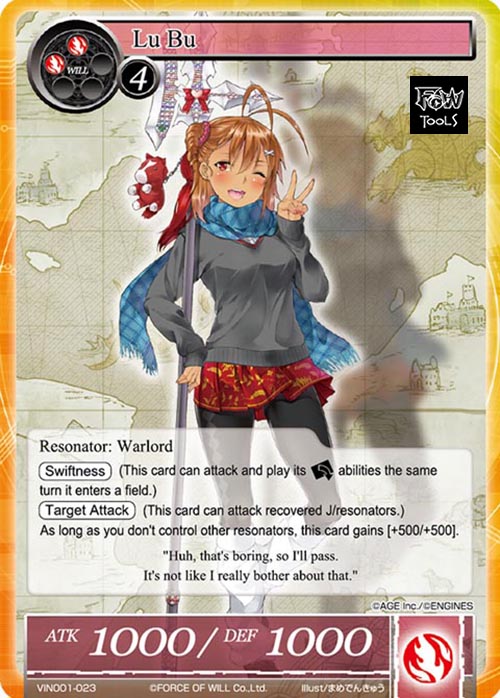 Lu Bu
WILL
4
FOW
TOOLS
Resonator: Warlord
Swiftness (This card can attack and play its abilities the same
turn it enters a field.)
Target Attack (This card can attack recovered J/resonators.)
As long as you don't control other resonators, this card gains [+500/+500].
"Huh, that's boring, so I'll pass.
It's not like I really bother about that."
©AGE Inc./©ENGINES
ATK 1000 / DEF 1000
VIN001-023 ©FORCE OF WILL Co.,Ltd. Illust/まめでんきゅう